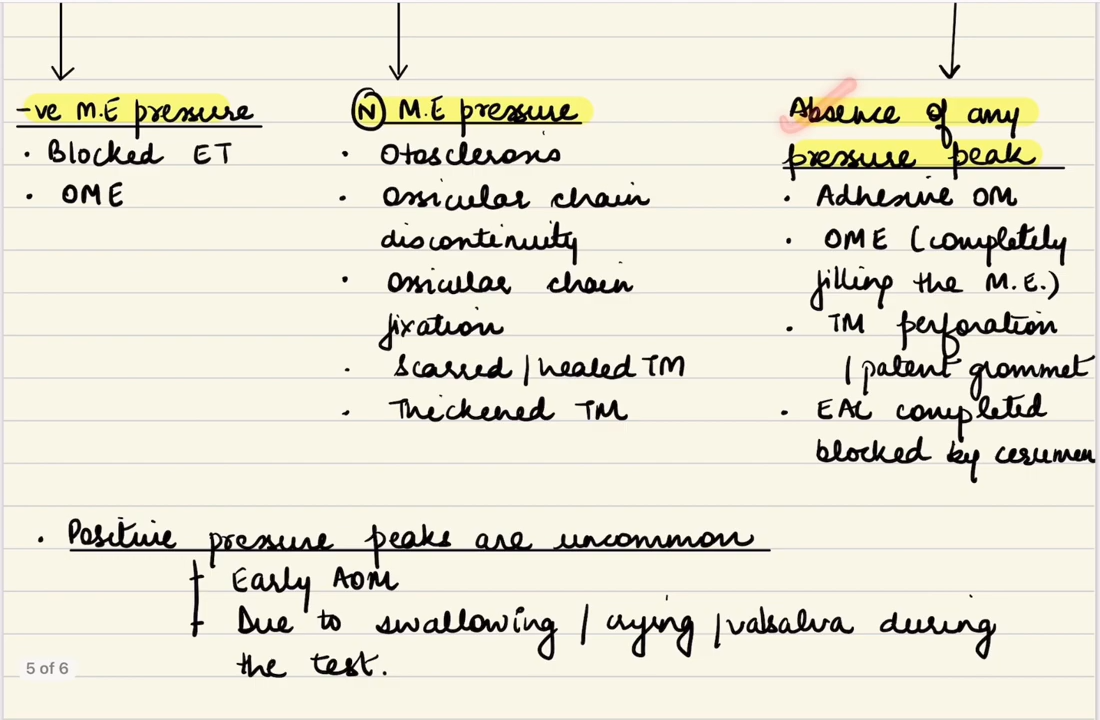 -ve M.E pressure
· Blocked ET
· OME
Ⓝ M.E pressure
· Otosclerosis
· Ossicular chain
discontinuity
· Ossicular chain
fixation
· Scarred / healed TM
· Thickened TM
Absence of any
pressure peak
· Adhesive OM
· OME (completely
filling the M.E.)
· TM perforation
/ patent grommet
· EAC completed
blocked by cerumen
· Positive pressure peaks are uncommon
Early AOM
Due to swallowing / crying / valsalva during
the test.
5 of 6